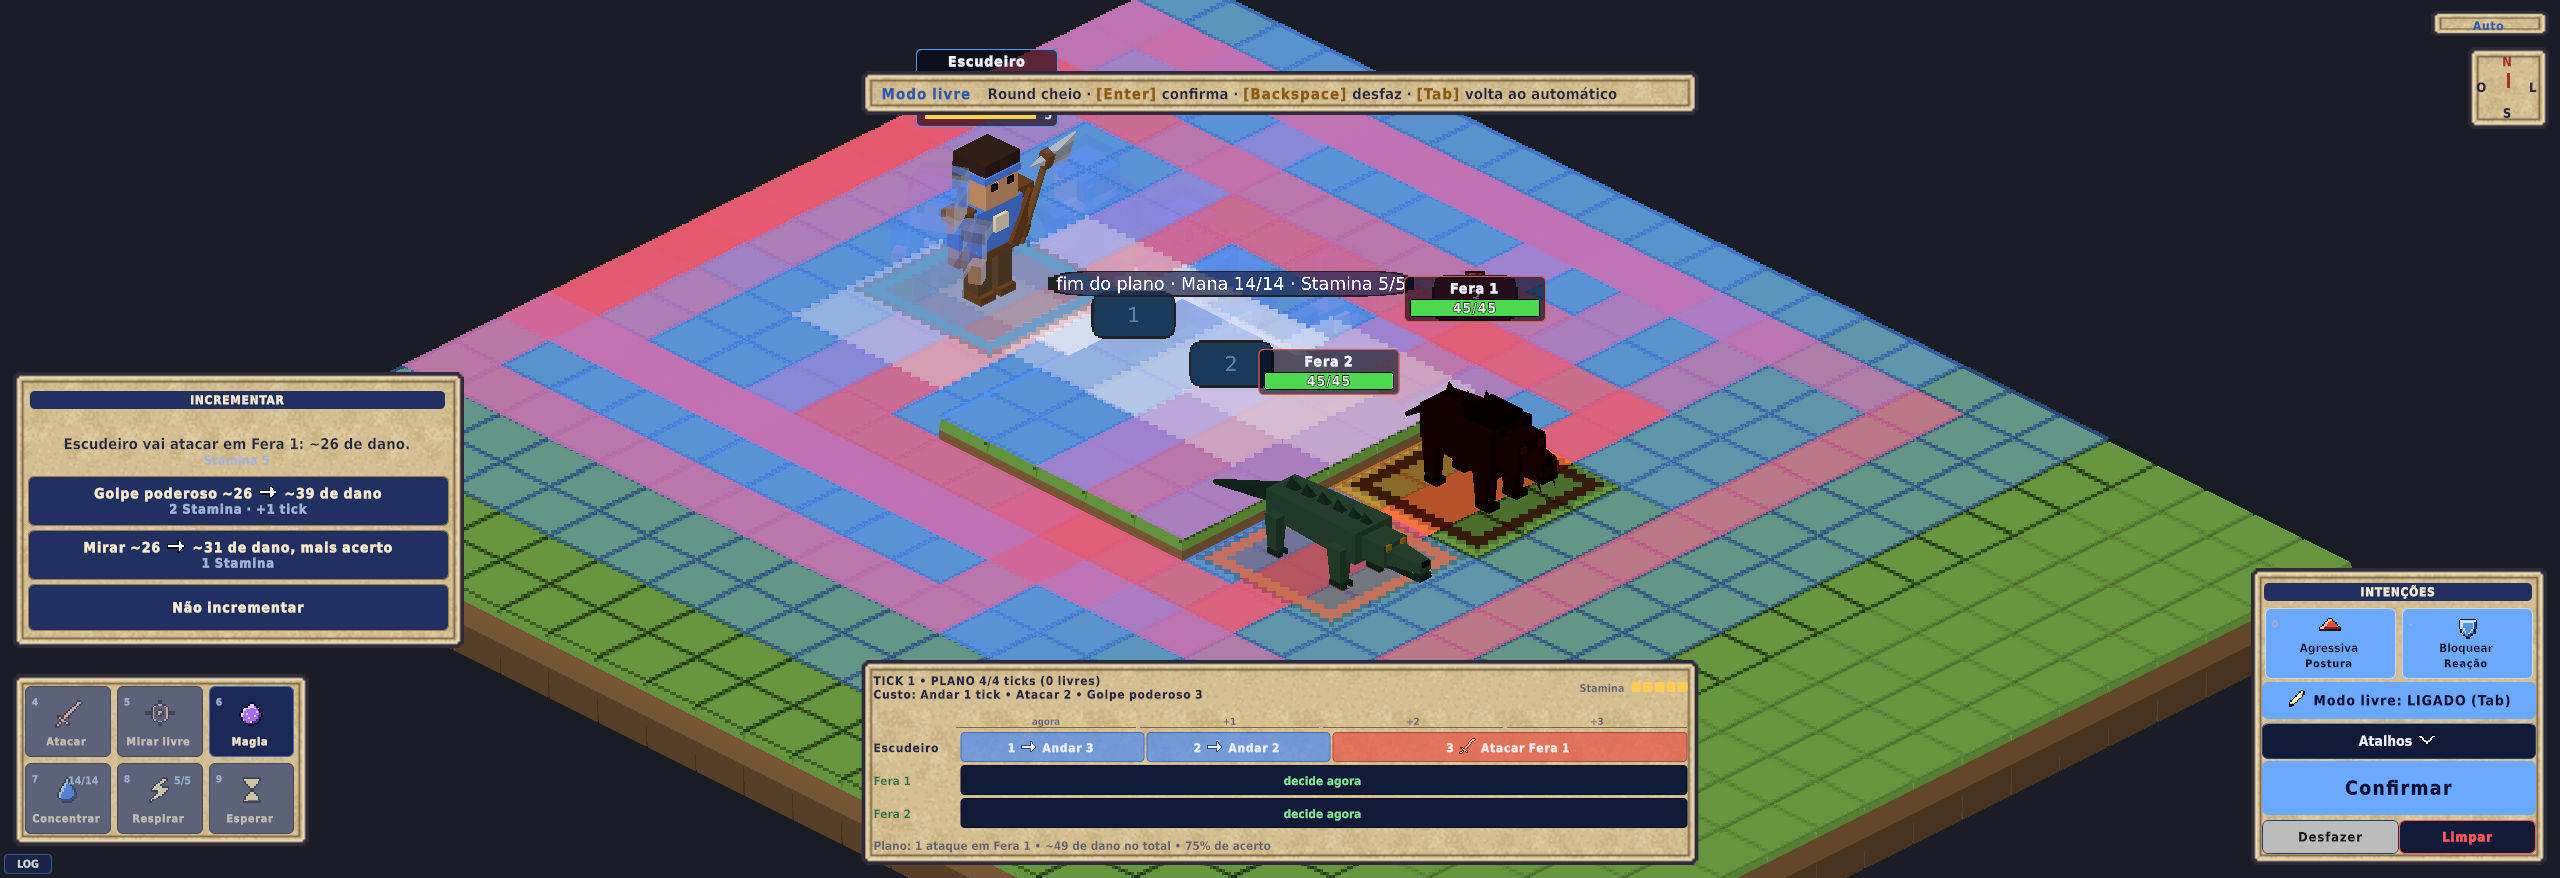 Auto
Escudeiro
Modo livre Round cheio · [Enter] confirma · [Backspace] desfaz · [Tab] volta ao automático
N
O L
S
fim do plano · Mana 14/14 · Stamina 5/5
Fera 1
45/45
1
2
Fera 2
45/45
INCREMENTAR
Escudeiro vai atacar em Fera 1: ~26 de dano.
Stamina 5
Golpe poderoso ~26 → ~39 de dano
2 Stamina · +1 tick
Mirar ~26 → ~31 de dano, mais acerto
1 Stamina
Não incrementar
4 Atacar
5 Mirar livre
6 Magia
7 14/14 Concentrar
8 5/5 Respirar
9 Esperar
LOG
TICK 1 • PLANO 4/4 ticks (0 livres)
Custo: Andar 1 tick • Atacar 2 • Golpe poderoso 3
Stamina
agora +1 +2 +3
Escudeiro 1 → Andar 3 2 → Andar 2 3 Atacar Fera 1
Fera 1 decide agora
Fera 2 decide agora
Plano: 1 ataque em Fera 1 • ~49 de dano no total • 75% de acerto
INTENÇÕES
Agressiva
Postura
Bloquear
Reação
Modo livre: LIGADO (Tab)
Atalhos
Confirmar
Desfazer
Limpar